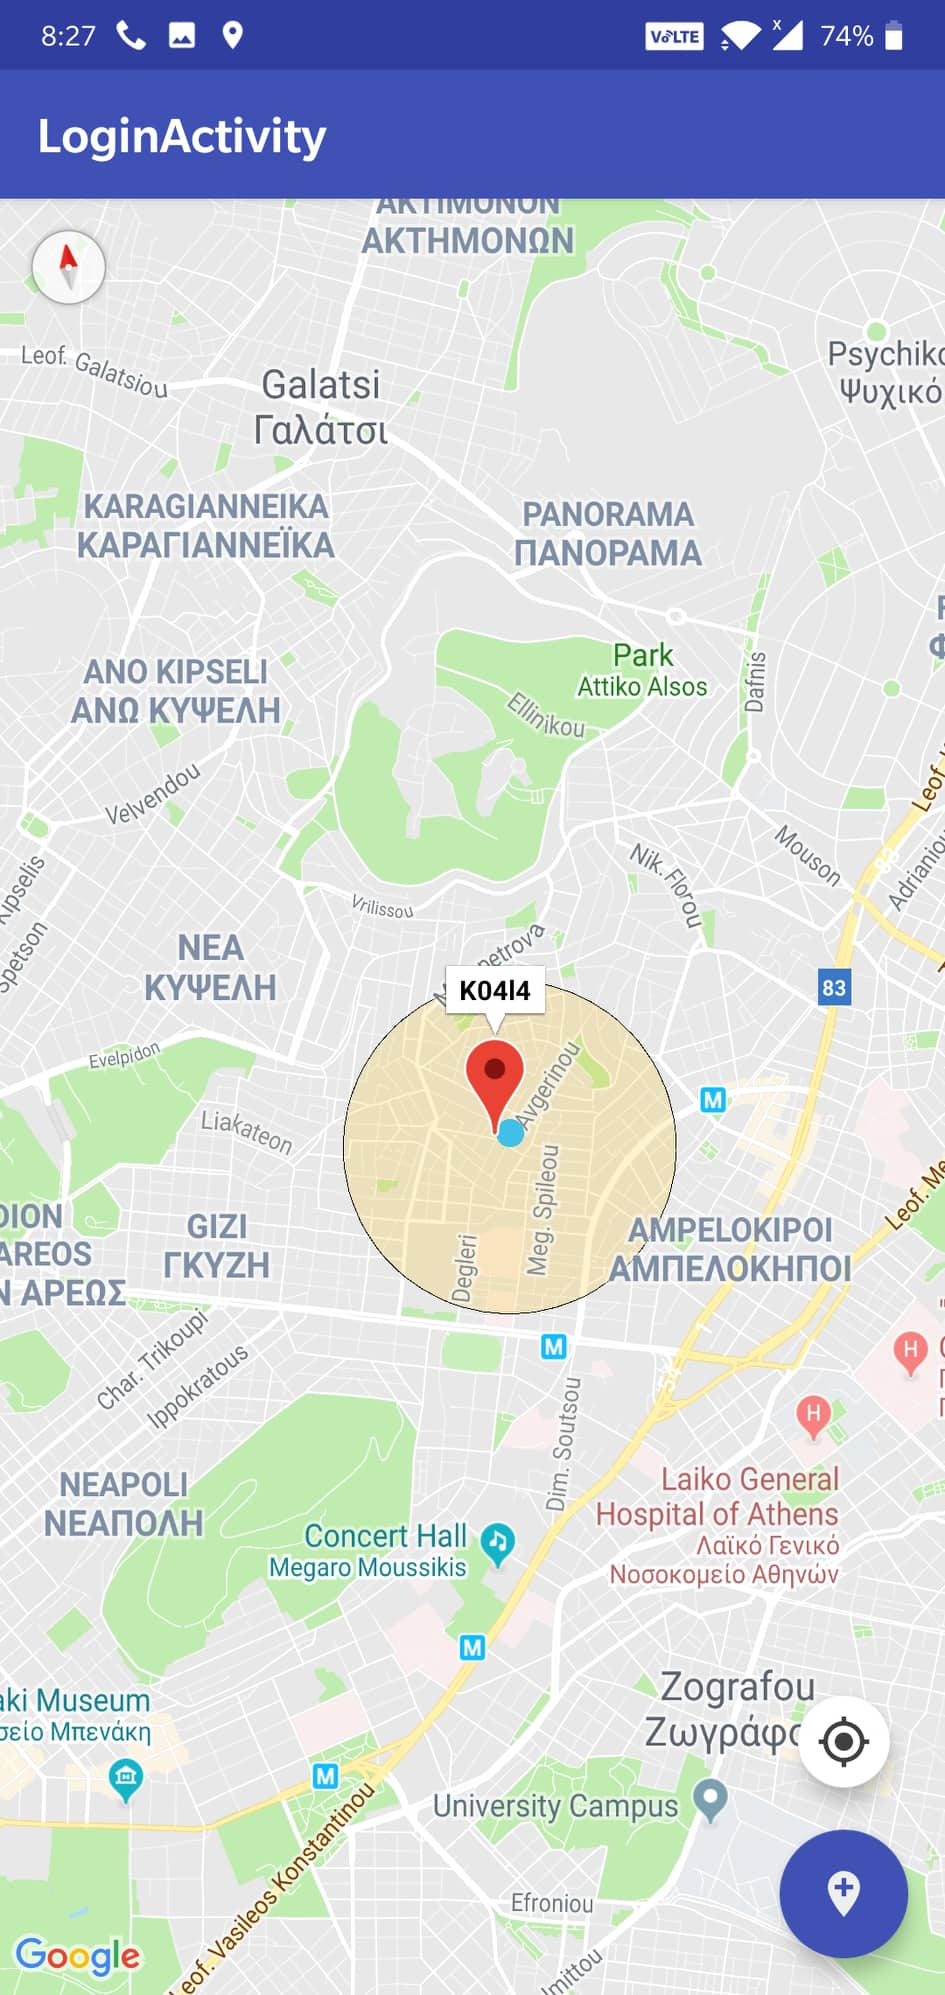 8:27
VoLTE
x
74%
LoginActivity
ΑΚΤΙΜΟΝΟΝ
ΑΚΤΗΜΟΝΩΝ
Leof. Galatsiou
Galatsi
Γαλάτσι
Psychiko
Ψυχικό
KARAGIANNEIKA
ΚΑΡΑΓΙΑΝΝΕΪΚΑ
PANORAMA
ΠΑΝΟΡΑΜΑ
Park
Attiko Alsos
Ellinikou
Dafnis
ANO KIPSELI
ΑΝΩ ΚΥΨΕΛΗ
Velvendou
Leof.
Mouson
Adrianiou
Nik. Florou
Kipselis
Spetson
Vrilissou
petrova
ΝΕΑ
ΚΥΨΕΛΗ
K04l4
83
Evelpidon
Avgerinou
M
Liakateon
Meg. Spileou
Degleri
Leof. Me
DION
AREOS
Ν ΑΡΕΩΣ
GIZI
ΓΚΥΖΗ
AMPELOKIPOI
ΑΜΠΕΛΟΚΗΠΟΙ
Char. Trikoupi
Ippokratous
M
H
H
Dim. Soutsou
NEAPOLI
ΝΕΑΠΟΛΗ
Laiko General
Hospital of Athens
Λαϊκό Γενικό
Νοσοκομείο Αθηνών
Concert Hall
Megaro Moussikis
M
aki Museum
σείο Μπενάκη
Zografou
Ζωγράφο
M
University Campus
Leof. Vasileos Konstantinou
Efroniou
Imittou
Google